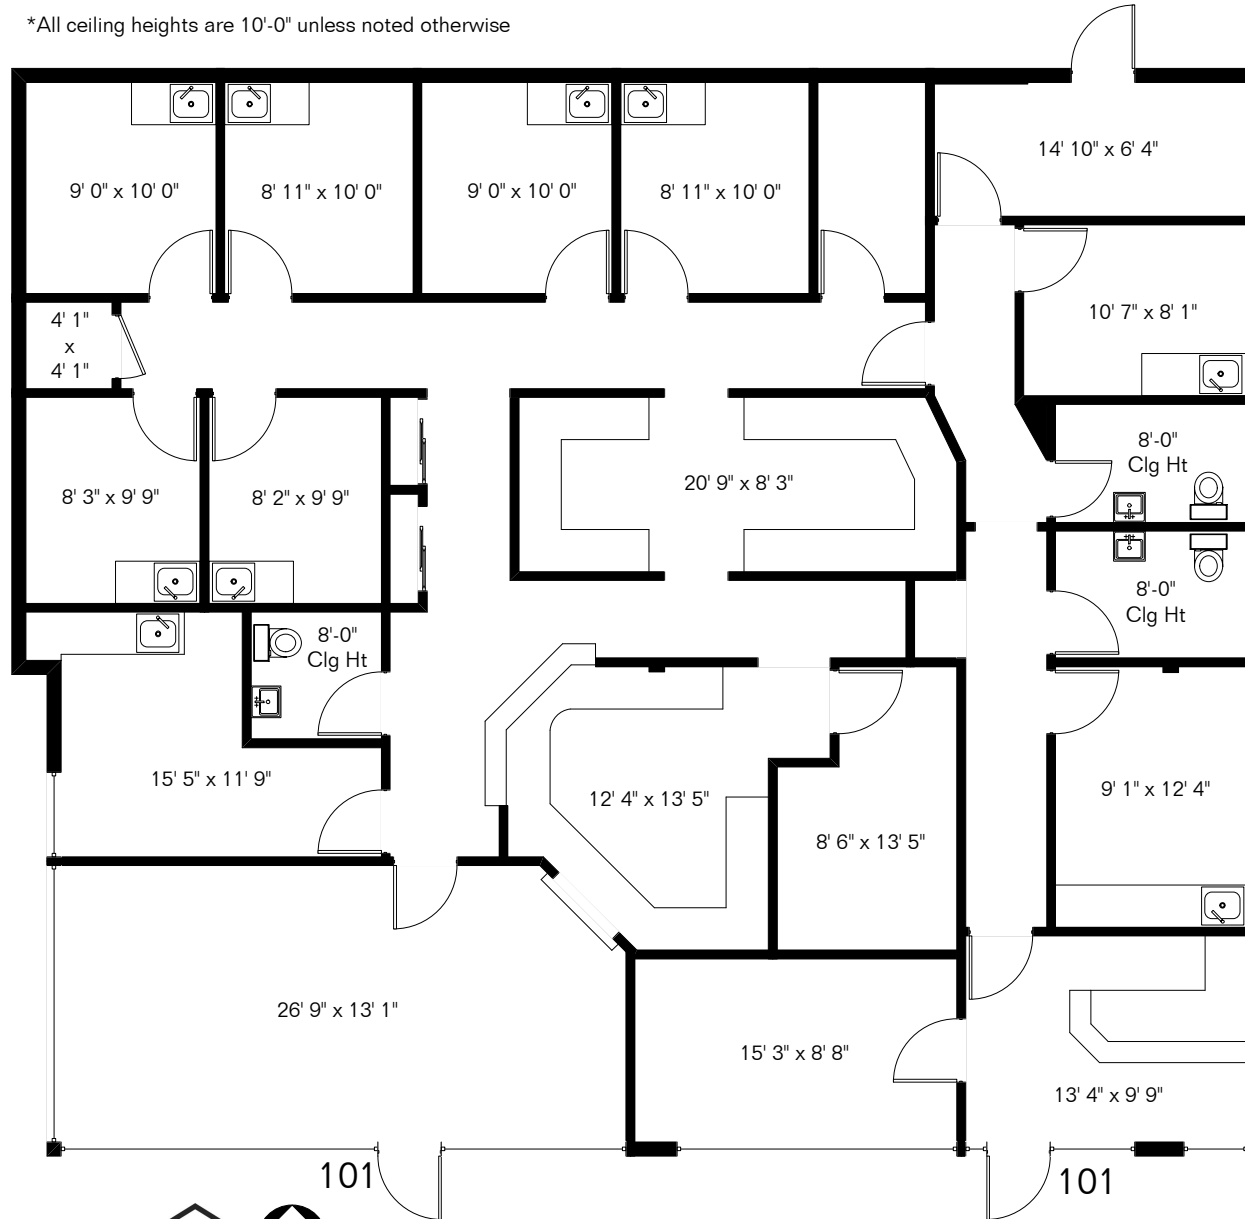 *All ceiling heights are 10'-0" unless noted otherwise
14' 10" x 6' 4"
9' 0" x 10' 0"
8' 11" x 10' 0"
9' 0" x 10' 0"
8' 11" x 10' 0"
4' 1"
x
4' 1"
10' 7" x 8' 1"
8'-0"
Clg Ht
8' 3" x 9' 9"
8' 2" x 9' 9"
20' 9" x 8' 3"
8'-0"
Clg Ht
8'-0"
Clg Ht
15' 5" x 11' 9"
12' 4" x 13' 5"
9' 1" x 12' 4"
8' 6" x 13' 5"
26' 9" x 13' 1"
15' 3" x 8' 8"
13' 4" x 9' 9"
101
101